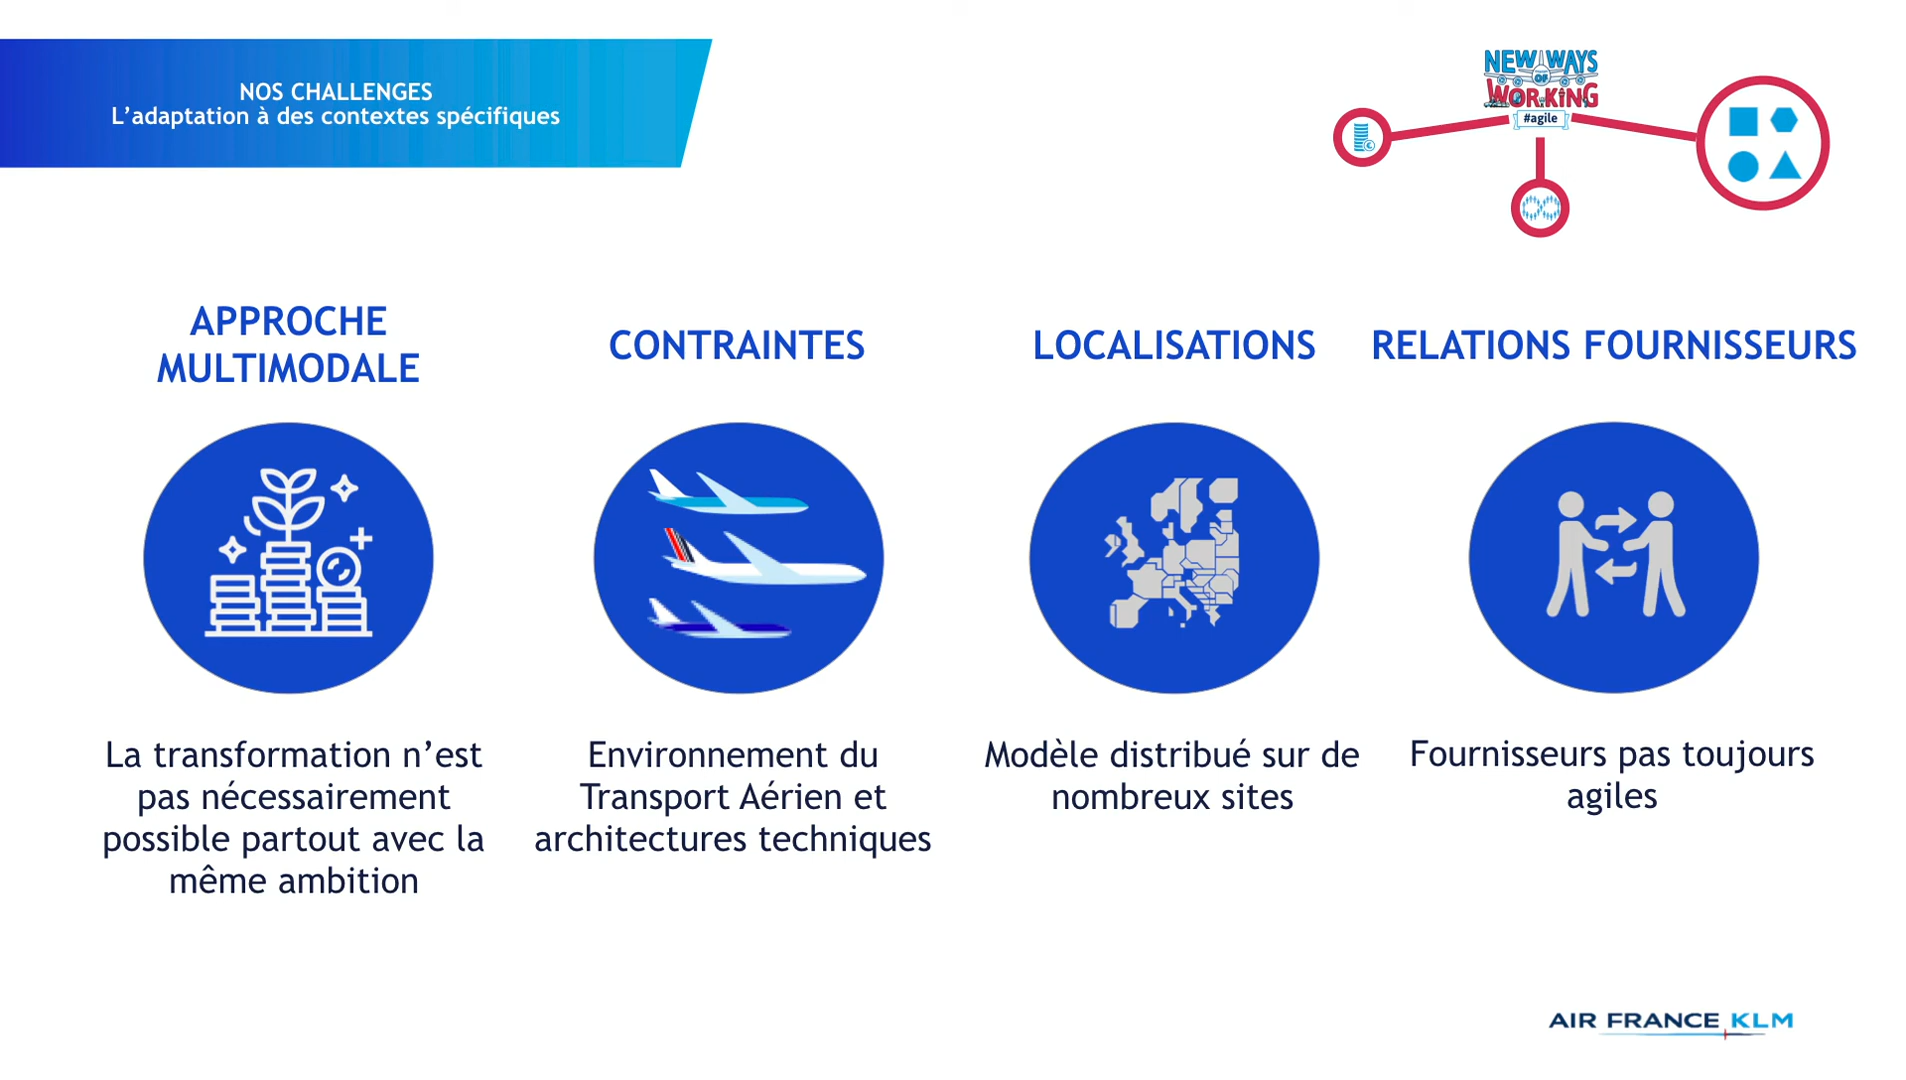 NOS CHALLENGES
L’adaptation à des contextes spécifiques
NEW WAYS
OF
WORKING
#agile
APPROCHE
MULTIMODALE
CONTRAINTES
LOCALISATIONS
RELATIONS FOURNISSEURS
La transformation n’est
pas nécessairement
possible partout avec la
même ambition
Environnement du
Transport Aérien et
architectures techniques
Modèle distribué sur de
nombreux sites
Fournisseurs pas toujours
agiles
AIR FRANCE KLM